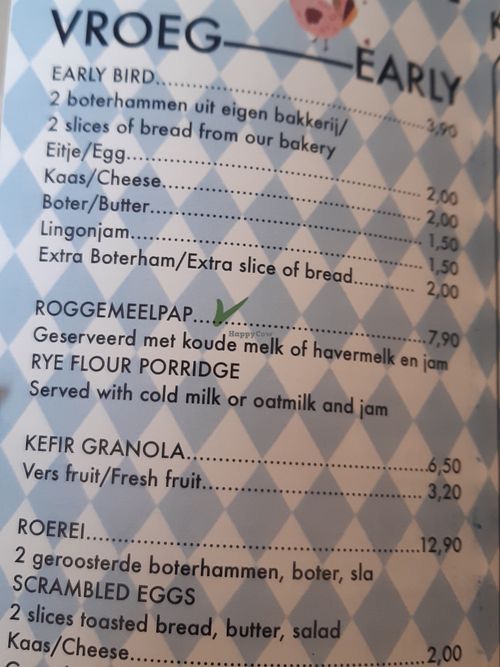 VROEG EARLY
EARLY BIRD 3,90
2 boterhammen uit eigen bakkerij/
2 slices of bread from our bakery
Eitje/Egg 2,00
Kaas/Cheese 2,00
Boter/Butter 1,50
Lingonjam 1,50
Extra Boterham/Extra slice of bread 2,00
ROGGEMEELPAP 7,90
Geserveerd met koude melk of havermelk en jam
RYE FLOUR PORRIDGE
Served with cold milk or oatmilk and jam
KEFIR GRANOLA 6,50
Vers fruit/Fresh fruit 3,20
ROEREI 12,90
2 geroosterde boterhammen, boter, sla
SCRAMBLED EGGS
2 slices toasted bread, butter, salad
Kaas/Cheese 2,00
HappyCow